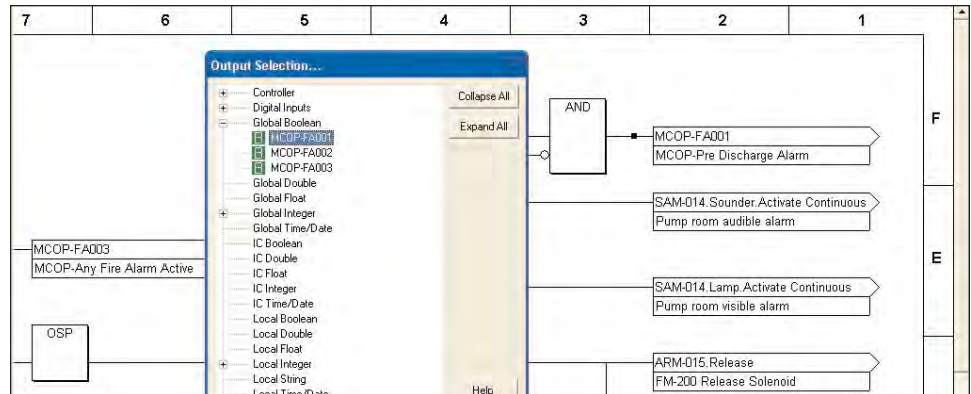 7 6 5 4 3 2 1
Output Selection...
Controller
Digital Inputs
Global Boolean
MCOP-FA001
MCOP-FA002
MCOP-FA003
Global Double
Global Float
Global Integer
Global Time/Date
IC Boolean
IC Double
IC Float
IC Integer
IC Time/Date
Local Boolean
Local Double
Local Float
Local Integer
Local String
Local Time/Date
Collapse All
Expand All
Help
MCOP-FA003
MCOP-Any Fire Alarm Active
OSP
AND
MCOP-FA001
MCOP-Pre Discharge Alarm
SAM-014.Sounder.Activate Continuous
Pump room audible alarm
SAM-014.Lamp.Activate Continuous
Pump room visible alarm
ARM-015.Release
FM-200 Release Solenoid
F
E